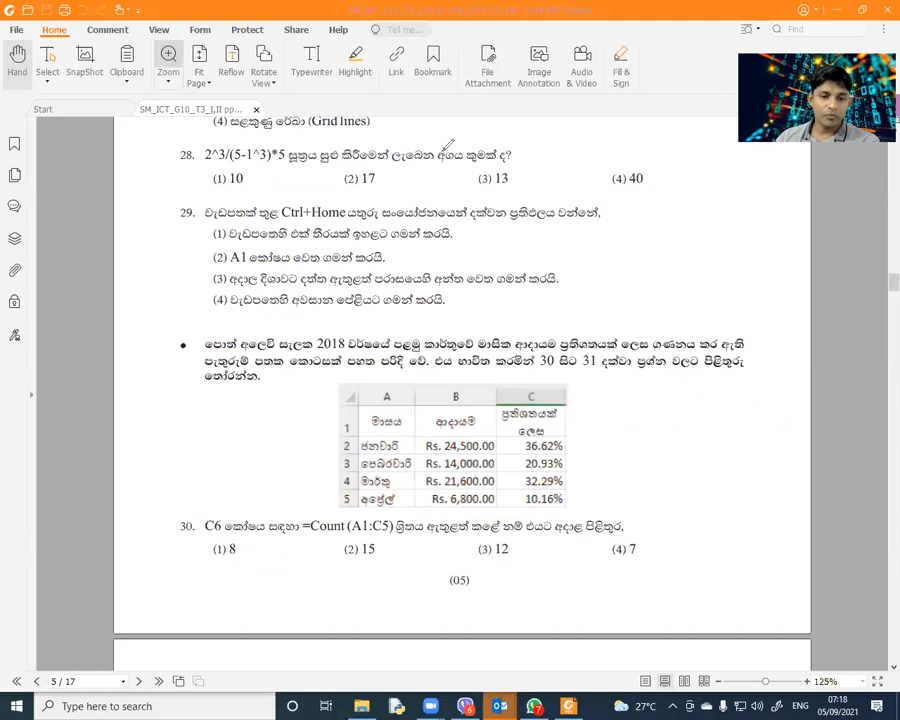 File Home Comment View Form Protect Share Help Tell me... Find
Hand Select SnapShot Clipboard Zoom Fit Page Reflow Rotate View Typewriter Highlight Link Bookmark File Attachment Image Annotation Audio & Video Fill & Sign
Start SM_ICT_G10_T3_LII pp...
(4) සළකුණු රේඛා (Grid lines)
28. 2^3/(5-1^3)*5 සූත්‍රය සුළු කිරීමෙන් ලැබෙන අගය කුමක් ද?
(1) 10 (2) 17 (3) 13 (4) 40
29. වැඩපතක් තුළ Ctrl+Home යතුරු සංයෝජනයෙන් දක්වන ප්‍රතිඵලය වන්නේ,
(1) වැඩපතෙහි එක් තීරයක් ඉහළට ගමන් කරයි.
(2) A1 කෝෂය වෙත ගමන් කරයි.
(3) අදාල දිශාවට දත්ත ඇතුළත් පරාසයෙහි අන්ත වෙත ගමන් කරයි.
(4) වැඩපතෙහි අවසාන පේළියට ගමන් කරයි.
• පොත් අලෙවි සැලක 2018 වර්ෂයේ පළමු කාර්තුවේ මාසික ආදායම ප්‍රතිශතයක් ලෙස ගණනය කර ඇති
පැතුරුම් පතක කොටසක් පහත පරිදි වේ. එය භාවිත කරමින් 30 සිට 31 දක්වා ප්‍රශ්න වලට පිළිතුරු
තෝරන්න.
A B C
1 මාසය ආදායම ප්‍රතිශතයක් ලෙස
2 ජනවාරි Rs. 24,500.00 36.62%
3 පෙබරවාරි Rs. 14,000.00 20.93%
4 මාර්තු Rs. 21,600.00 32.29%
5 අප්‍රේල් Rs. 6,800.00 10.16%
30. C6 කෝෂය සඳහා =Count (A1:C5) ශ්‍රිතය ඇතුළත් කළේ නම් එයට අදාළ පිළිතුර,
(1) 8 (2) 15 (3) 12 (4) 7
(05)
5 / 17 125%
Type here to search 27°C 07:18
05/09/2021